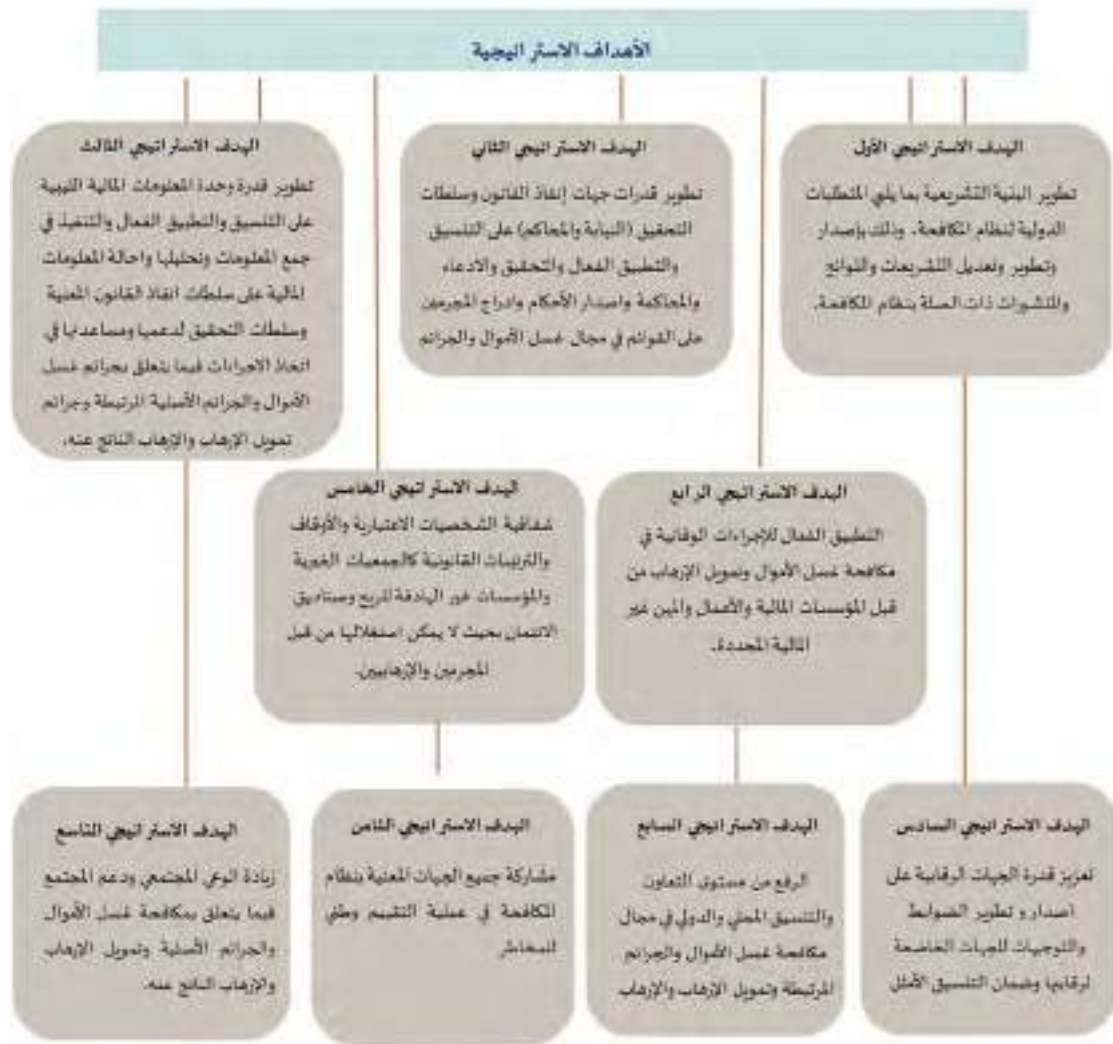 الأهداف الاستراتيجية
الهدف الاستراتيجي الأول
تطوير البنية التشريعية بما يلبي المتطلبات
الدولية لنظام المكافحة. وذلك بإصدار
وتطوير وتعديل التشريعات واللوائح
والمنشورات ذات الصلة بنظام المكافحة.
الهدف الاستراتيجي الثاني
تطوير قدرات جهات إنفاذ القانون وسلطات
التحقيق (النيابة والمحاكم) على التنسيق
والتطبيق الفعال والتحقيق والادعاء
والمحاكمة واصدار الأحكام وادراج المجرمين
على القوائم في مجال غسل الأموال والجرائم
الهدف الاستراتيجي الثالث
تطوير قدرة وحدة المعلومات المالية الليبية
على التنسيق والتطبيق الفعال والتنفيذ في
جمع المعلومات وتحليلها واحالة المعلومات
المالية على سلطات انفاذ القانون المعنية
وسلطات التحقيق لدعمها ومساعدتها في
اتخاذ الاجراءات فيما يتعلق بجرائم غسل
الأموال والجرائم الأصلية المرتبطة وجرائم
تمويل الإرهاب والإرهاب الناتج عنه.
الهدف الاستراتيجي الرابع
التطبيق الفعال للإجراءات الوقائية في
مكافحة غسل الأموال وتمويل الإرهاب من
قبل المؤسسات المالية والأعمال والمهن غير
المالية المحددة.
الهدف الاستراتيجي الخامس
شفافية الشخصيات الاعتبارية والأوقاف
والترتيبات القانونية كالجمعيات الخيرية
والمؤسسات غير الهادفة للربح وصناديق
الائتمان بحيث لا يمكن استغلالها من قبل
المجرمين والإرهابيين.
الهدف الاستراتيجي السادس
تعزيز قدرة الجهات الرقابية على
اصدار و تطوير الضوابط
والتوجيهات للجهات الخاضعة
لرقابتها وضمان التنسيق الأمثل
الهدف الاستراتيجي السابع
الرفع من مستوى التعاون
والتنسيق المحلي والدولي في مجال
مكافحة غسل الأموال والجرائم
المرتبطة وتمويل الإرهاب والإرهاب
الهدف الاستراتيجي الثامن
مشاركة جميع الجهات المعنية بنظام
المكافحة في عملية التقييم وطني
للمخاطر
الهدف الاستراتيجي التاسع
زيادة الوعي المجتمعي ودعم المجتمع
فيما يتعلق بمكافحة غسل الأموال
والجرائم الأصلية وتمويل الإرهاب
والإرهاب الناتج عنه.